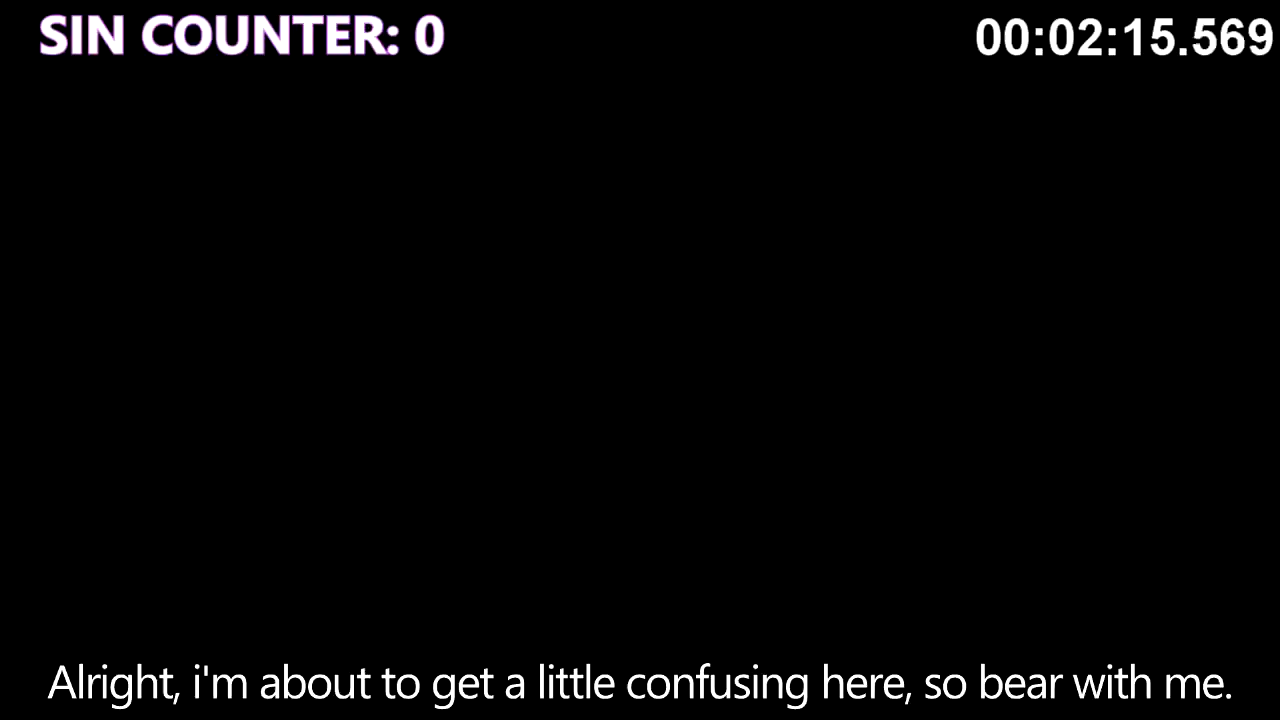 SIN COUNTER: 0
00:02:15.569
Alright, i'm about to get a little confusing here, so bear with me.